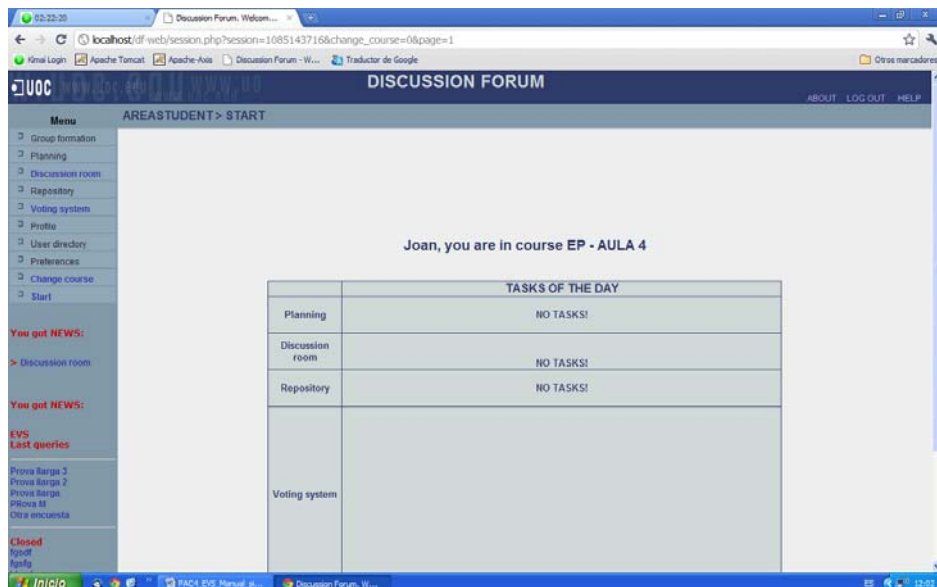 02:22:20
Discussion Forum. Welcom...
localhost/df-web/session.php?session=1085143716&change_course=0&page=1
Kimai Login
Apache Tomcat
Apache-Axis
Discussion Forum - W...
Traductor de Google
Otros marcadores
UOC
DISCUSSION FORUM
ABOUT LOG OUT HELP
Menu
AREASTUDENT> START
Group formation
Planning
Discussion room
Repository
Voting system
Profile
User directory
Preferences
Change course
Start
You got NEWS:
> Discussion room
You got NEWS:
EVS
Last queries
Prova llarga 3
Prova llarga 2
Prova llarga
PRova M
Otra encuesta
Closed
fgsdf
fgsfg
Joan, you are in course EP - AULA 4
TASKS OF THE DAY
Planning NO TASKS!
Discussion
room NO TASKS!
Repository NO TASKS!
Voting system
Inicio
PAC4 EVS Manual si...
Discussion Forum. W...
ES
12:02